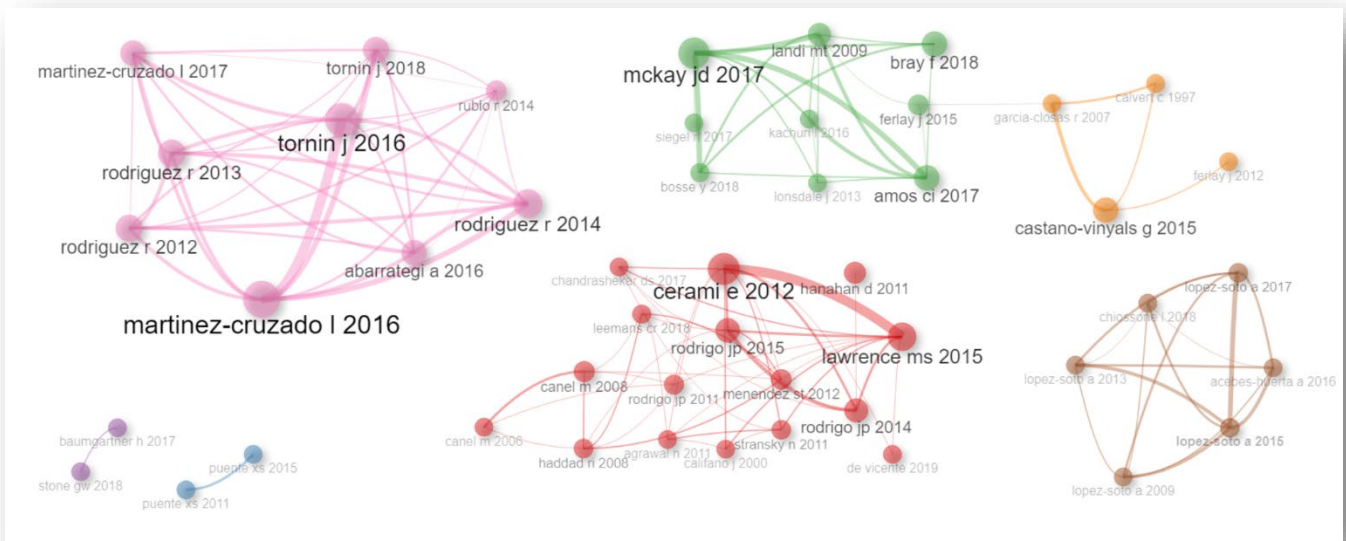 martinez-cruzado l 2017
tornin j 2018
rubio r 2014
tornin j 2016
rodriguez r 2013
rodriguez r 2014
rodriguez r 2012
abarrategi a 2016
martinez-cruzado l 2016
landi mt 2009
mckay jd 2017
bray f 2018
siegel r 2017
kachuri l 2016
ferlay j 2015
bosse y 2018
lonsdale j 2013
amos ci 2017
calvert c 1997
garcia-closas r 2007
ferlay j 2012
castano-vinyals g 2015
chandrashekar ds 2017
cerami e 2012
hanahan d 2011
leemans cr 2018
rodrigo jp 2015
lawrence ms 2015
canel m 2008
rodrigo jp 2011
menendez st 2012
canel m 2006
rodrigo jp 2014
haddad n 2008
agrawal n 2011
califano j 2000
stransky n 2011
de vicente 2019
lopez-soto a 2017
chiossone l 2018
lopez-soto a 2013
acebes-huerta a 2016
lopez-soto a 2015
lopez-soto a 2009
baumgartner h 2017
stone gw 2018
puente xs 2015
puente xs 2011